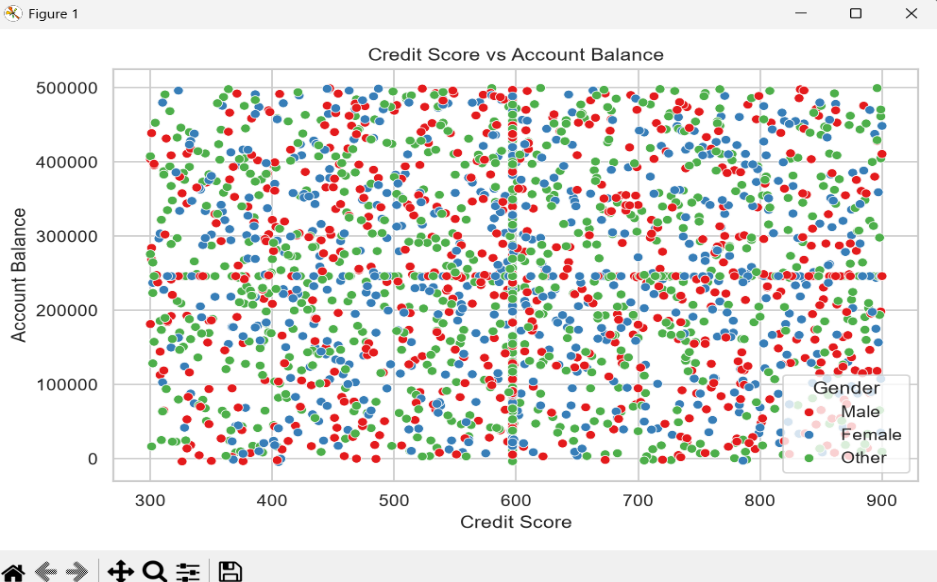 Figure 1
Credit Score vs Account Balance
500000
400000
300000
200000
100000
0
Account Balance
300 400 500 600 700 800 900
Credit Score
Gender
Male
Female
Other